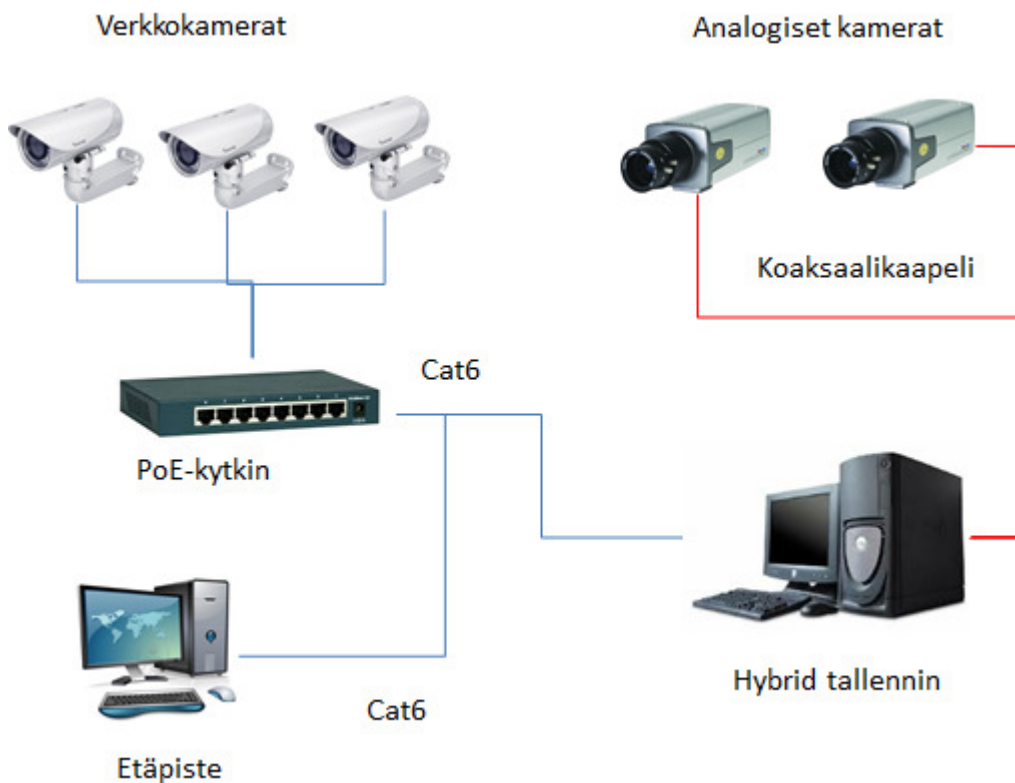 Verkkokamerat
Analogiset kamerat
Koaksaalikaapeli
Cat6
PoE-kytkin
Hybrid tallennin
Cat6
Etäpiste